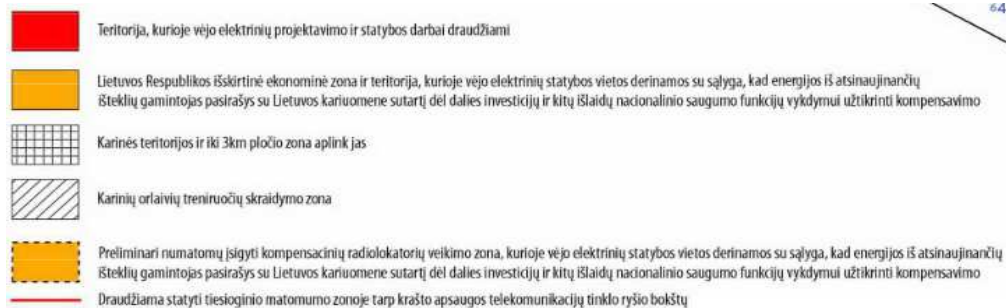 64
Teritorija, kurioje vėjo elektrinių projektavimo ir statybos darbai draudžiami
Lietuvos Respublikos išskirtinė ekonominė zona ir teritorija, kurioje vėjo elektrinių statybos vietos derinamos su sąlyga, kad energijos iš atsinaujinančių
išteklių gamintojas pasirašys su Lietuvos kariuomene sutartį dėl dalies investicijų ir kitų išlaidų nacionalinio saugumo funkcijų vykdymui užtikrinti kompensavimo
Karinės teritorijos ir iki 3km pločio zona aplink jas
Karinių orlaivių treniruočių skraidymo zona
Preliminari numatomų įsigyti kompensacinių radiolokatorių veikimo zona, kurioje vėjo elektrinių statybos vietos derinamos su sąlyga, kad energijos iš atsinaujinančių
išteklių gamintojas pasirašys su Lietuvos kariuomene sutartį dėl dalies investicijų ir kitų išlaidų nacionalinio saugumo funkcijų vykdymui užtikrinti kompensavimo
Draudžiama statyti tiesioginio matomumo zonoje tarp krašto apsaugos telekomunikacijų tinklo ryšio bokštų